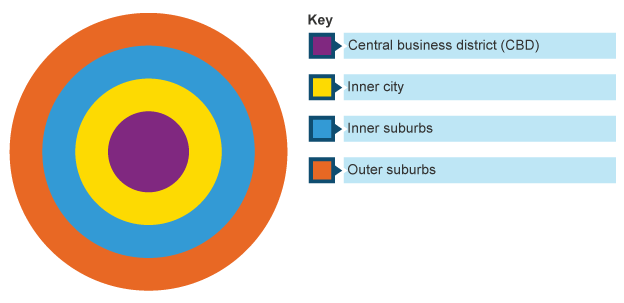 Key
Central business district (CBD)
Inner city
Inner suburbs
Outer suburbs